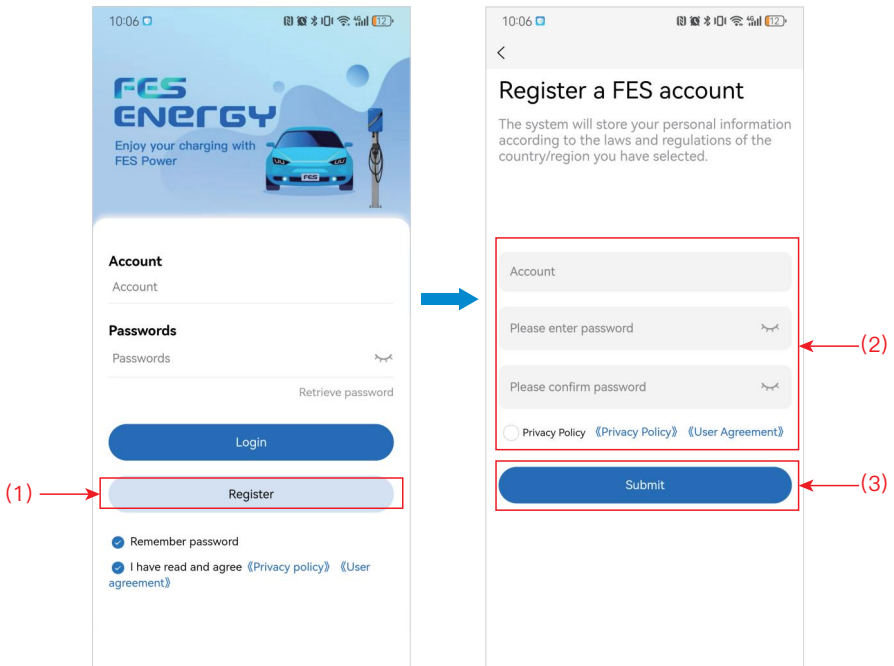 10:06
12
FES
ENERGY
Enjoy your charging with
FES Power
FES
Account
Account
Passwords
Passwords
Retrieve password
Login
(1)
Register
Remember password
I have read and agree 《Privacy policy》 《User
agreement》
10:06
12
Register a FES account
The system will store your personal information
according to the laws and regulations of the
country/region you have selected.
Account
Please enter password
(2)
Please confirm password
Privacy Policy 《Privacy Policy》 《User Agreement》
Submit
(3)